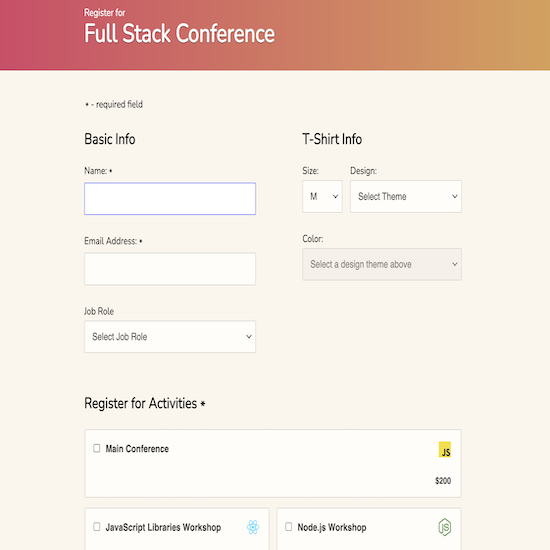 Register for
Full Stack Conference
* - required field
Basic Info
Name: *
Email Address: *
Job Role
Select Job Role
T-Shirt Info
Size:
Design:
M
Select Theme
Color:
Select a design theme above
Register for Activities *
Main Conference
JS
$200
JavaScript Libraries Workshop
Node.js Workshop
JS